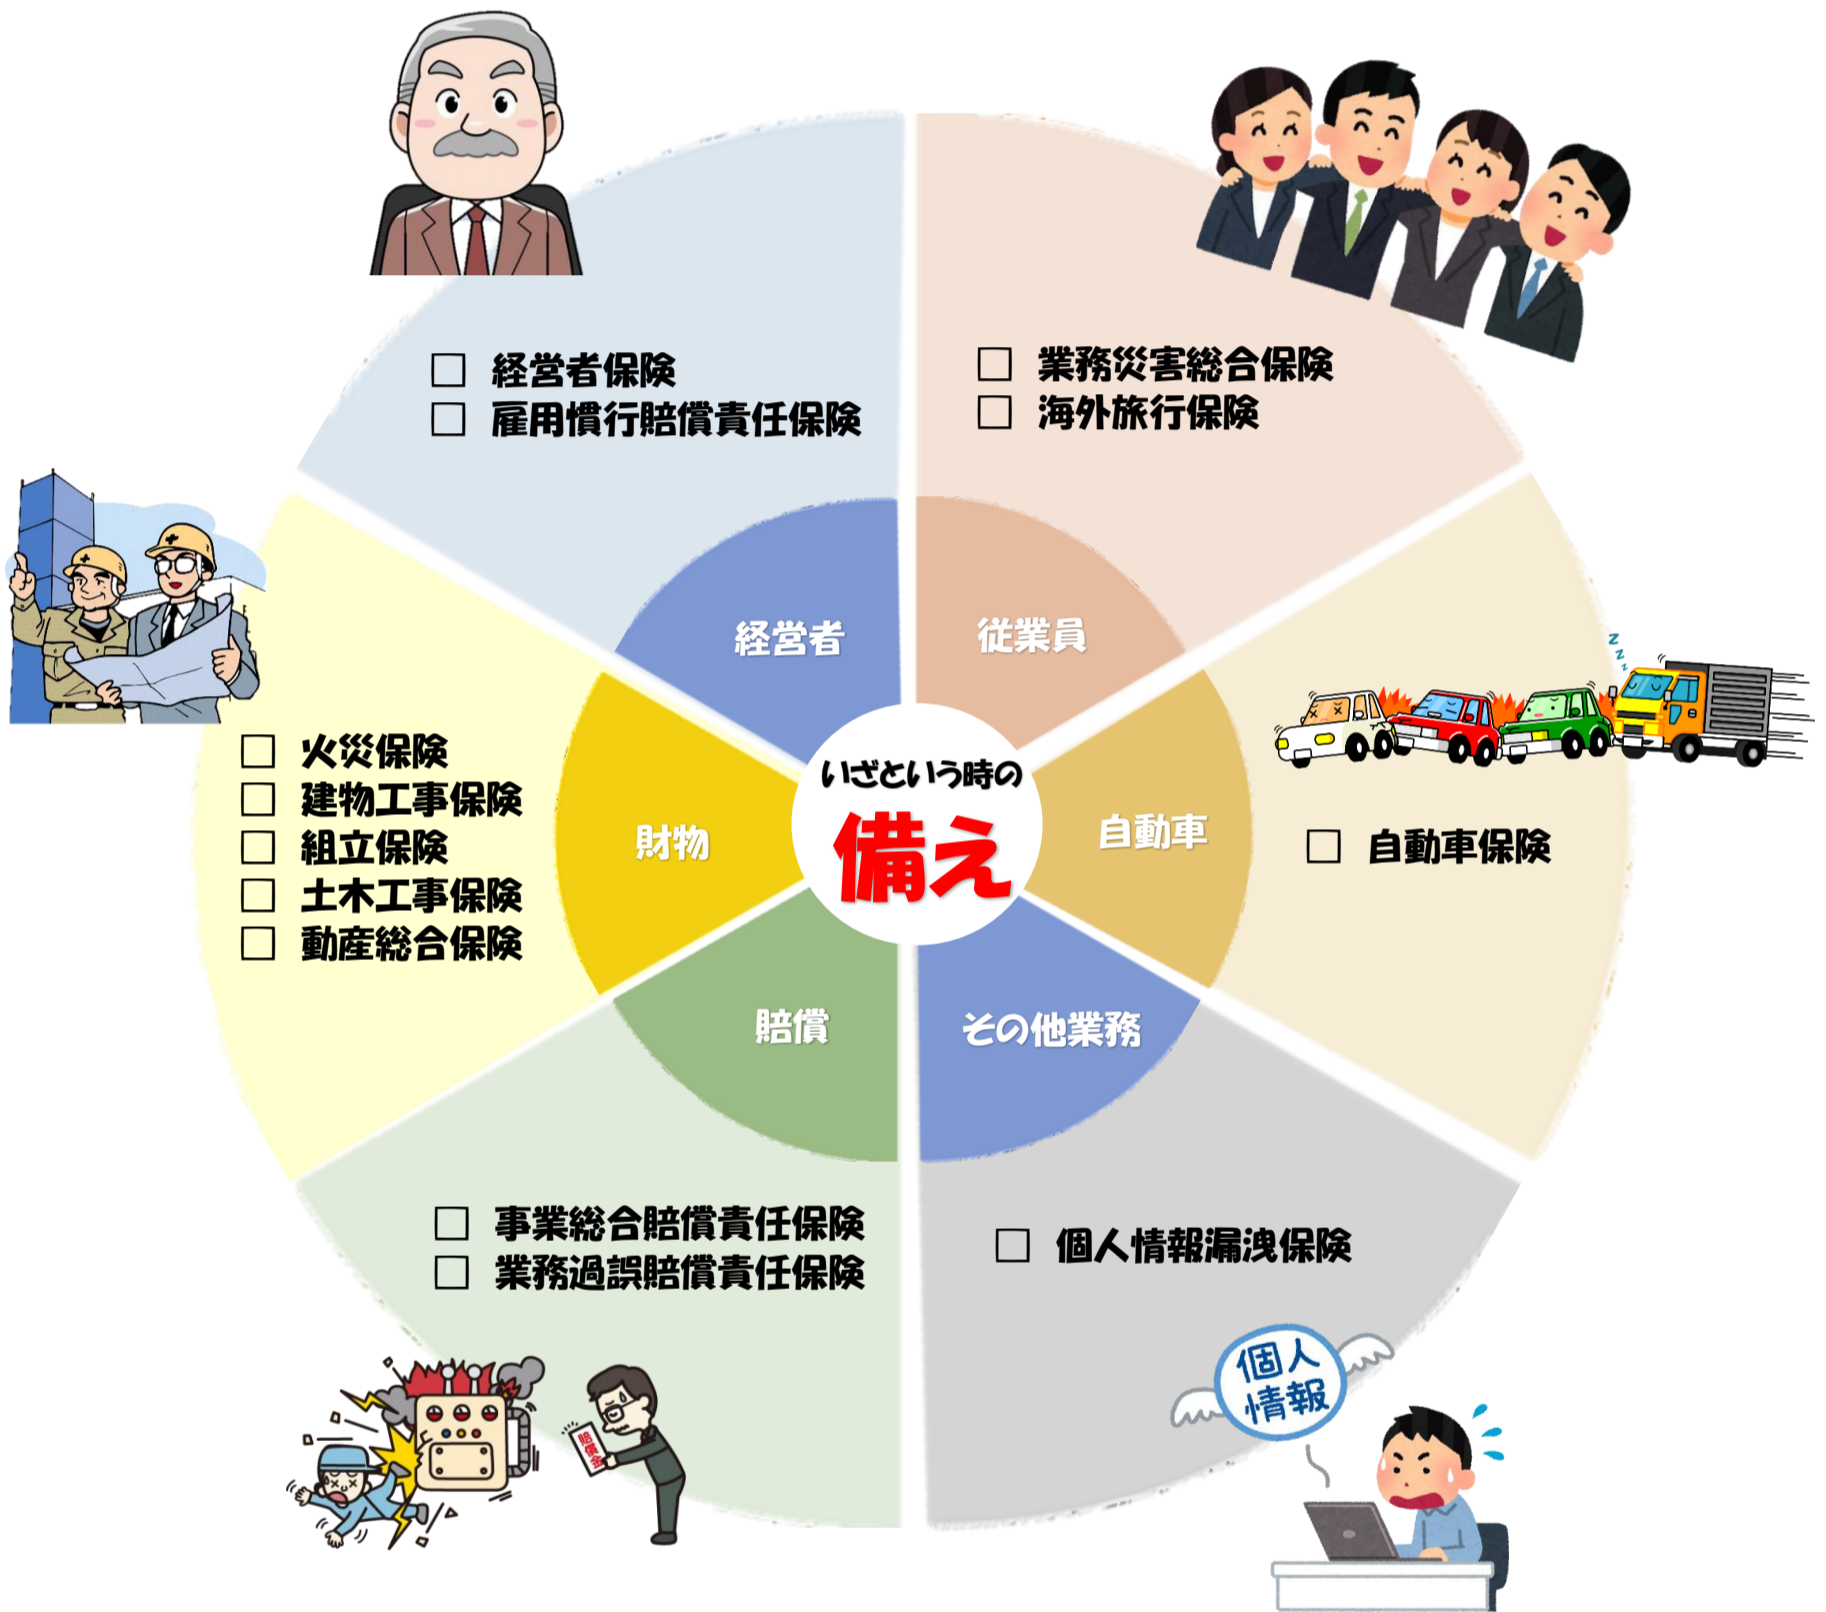 経営者保険
雇用慣行賠償責任保険
業務災害総合保険
海外旅行保険
経営者
従業員
火災保険
建物工事保険
組立保険
土木工事保険
動産総合保険
財物
いざという時の
備え
自動車
自動車保険
zzz
賠償
その他業務
事業総合賠償責任保険
業務過誤賠償責任保険
個人情報漏洩保険
賠償金
個人
情報